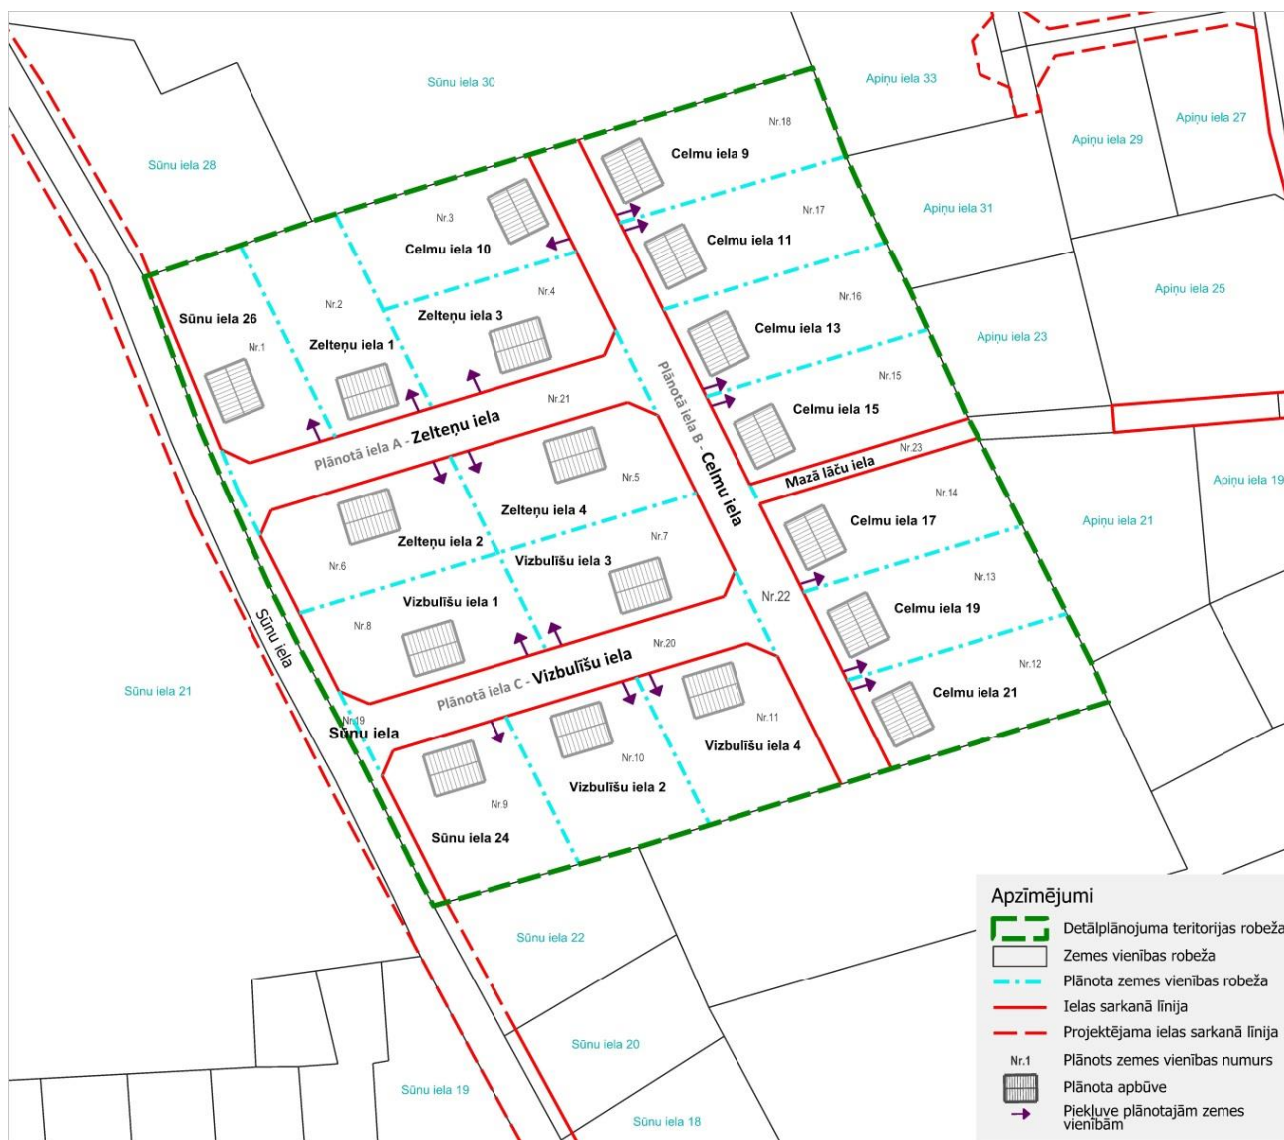 Sūnu iela 30
Apiņu iela 33
Apiņu iela 27
Apiņu iela 29
Nr.18
Celmu iela 9
Sūnu iela 28
Nr.3
Celmu iela 10
Nr.17
Celmu iela 11
Apiņu iela 31
Nr.2
Nr.4
Nr.16
Apiņu iela 25
Sūnu iela 26
Zelteņu iela 3
Celmu iela 13
Apiņu iela 23
Nr.1
Zelteņu iela 1
Nr.15
Celmu iela 15
Nr.21
Plānotā iela A - Zelteņu iela
Plānotā iela B - Celmu iela
Nr.23
Mazā lāču iela
Nr.5
Zelteņu iela 4
Nr.14
Celmu iela 17
Apiņu iela 19
Apiņu iela 21
Zelteņu iela 2
Nr.6
Nr.7
Vizbulīšu iela 3
Nr.13
Celmu iela 19
Vizbulīšu iela 1
Nr.8
Nr.22
Sūnu iela
Nr.20
Plānotā iela C - Vizbulīšu iela
Nr.12
Celmu iela 21
Sūnu iela 21
Nr.19
Sūnu iela
Nr.11
Vizbulīšu iela 4
Nr.10
Vizbulīšu iela 2
Nr.9
Sūnu iela 24
Sūnu iela 22
Sūnu iela 20
Sūnu iela 19
Sūnu iela 18
Apzīmējumi
Detālplānojuma teritorijas robeža
Zemes vienības robeža
Plānota zemes vienības robeža
Ielas sarkanā līnija
Projektējama ielas sarkanā līnija
Nr.1 Plānots zemes vienības numurs
Plānota apbūve
Piekļuve plānotajām zemes
vienībām